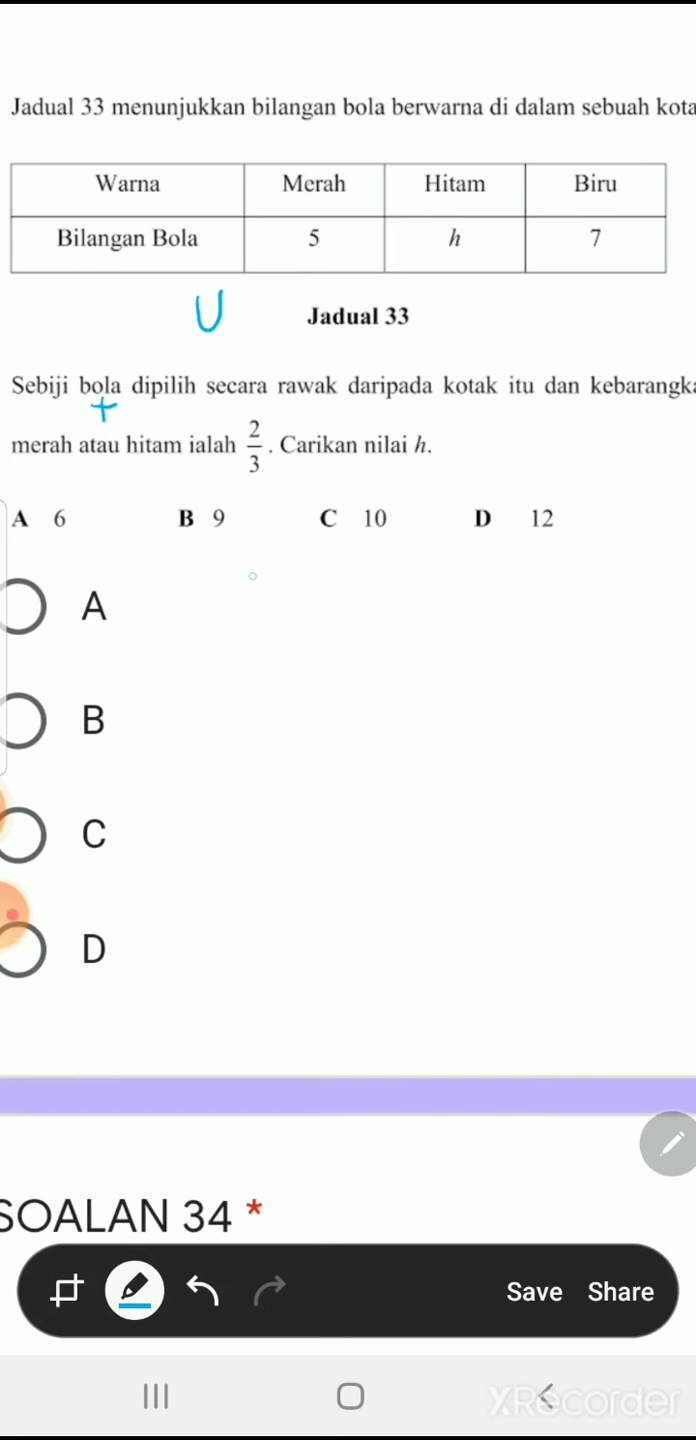 Jadual 33 menunjukkan bilangan bola berwarna di dalam sebuah kota
Warna Merah Hitam Biru
Bilangan Bola 5 h 7
U
Jadual 33
Sebiji bola dipilih secara rawak daripada kotak itu dan kebarangka
+
merah atau hitam ialah 2/3. Carikan nilai h.
A 6 B 9 C 10 D 12
A
B
C
D
SOALAN 34 *
Save Share
XRecorder